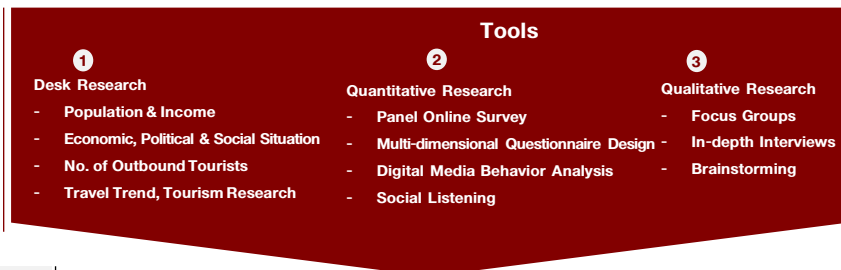 Tools
1
Desk Research
- Population & Income
- Economic, Political & Social Situation
- No. of Outbound Tourists
- Travel Trend, Tourism Research
2
Quantitative Research
- Panel Online Survey
- Multi-dimensional Questionnaire Design
- Digital Media Behavior Analysis
- Social Listening
3
Qualitative Research
- Focus Groups
- In-depth Interviews
- Brainstorming